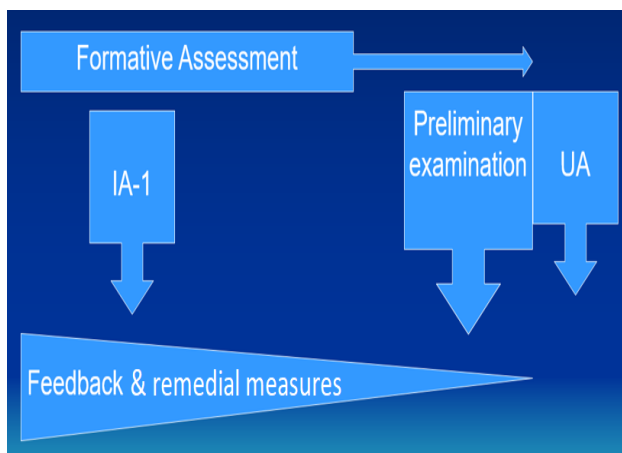 Formative Assessment
IA-1
Preliminary
examination
UA
Feedback & remedial measures